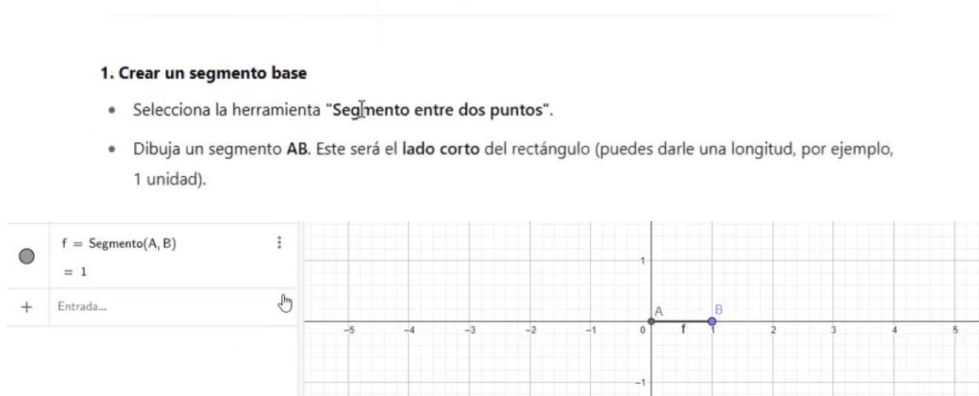 1. Crear un segmento base
• Selecciona la herramienta "Segmento entre dos puntos".
• Dibuja un segmento AB. Este será el lado corto del rectángulo (puedes darle una longitud, por ejemplo,
1 unidad).
f = Segmento(A, B)
= 1
+ Entrada...
1
A B
-5 -4 -3 -2 -1 0 f 1 2 3 4 5
-1